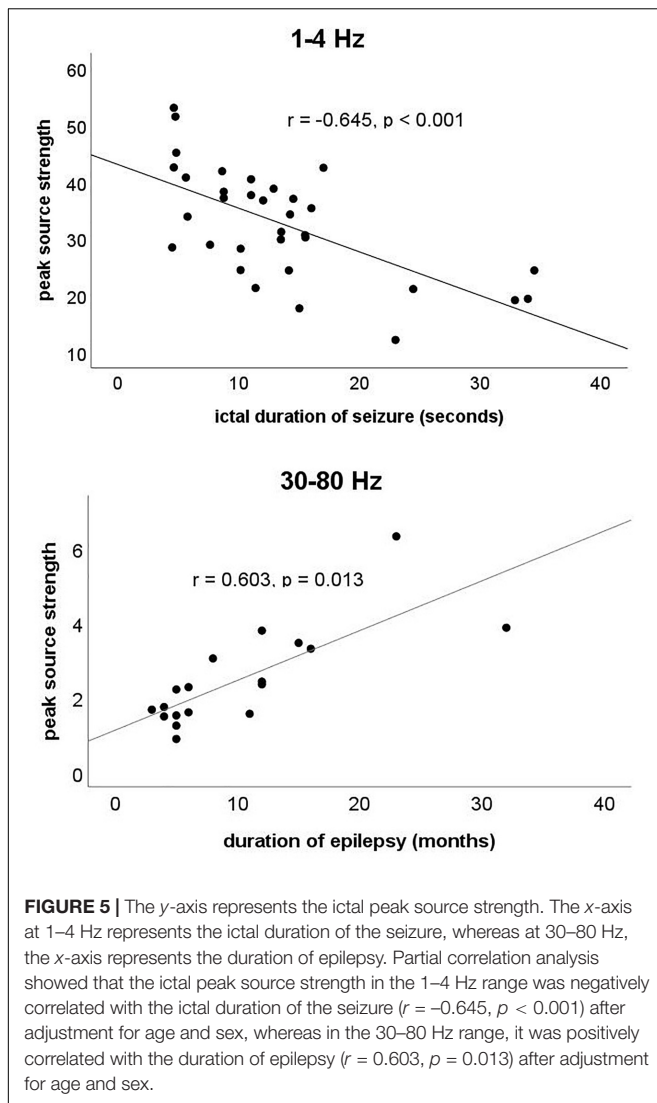 1-4 Hz
60
50
40
30
20
10
peak source strength
r = -0.645, p < 0.001
0 10 20 30 40
ictal duration of seizure (seconds)
30-80 Hz
6
4
2
0
peak source strength
r = 0.603, p = 0.013
0 10 20 30 40
duration of epilepsy (months)
FIGURE 5 | The y-axis represents the ictal peak source strength. The x-axis
at 1–4 Hz represents the ictal duration of the seizure, whereas at 30–80 Hz,
the x-axis represents the duration of epilepsy. Partial correlation analysis
showed that the ictal peak source strength in the 1–4 Hz range was negatively
correlated with the ictal duration of the seizure (r = –0.645, p < 0.001) after
adjustment for age and sex, whereas in the 30–80 Hz range, it was positively
correlated with the duration of epilepsy (r = 0.603, p = 0.013) after adjustment
for age and sex.